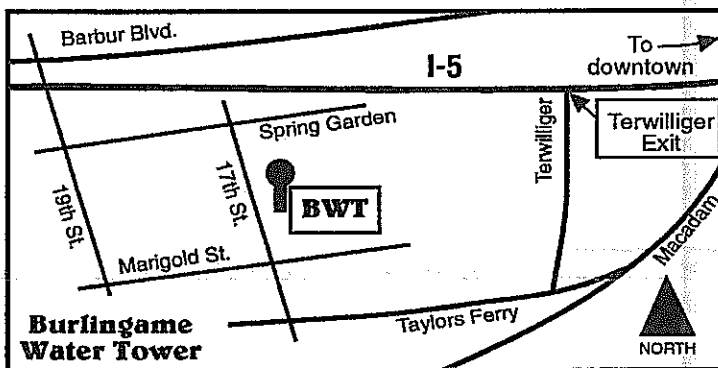 Barbur Blvd.
I-5
To
downtown
Terwilliger
Exit
Spring Garden
Terwilliger
19th St.
17th St.
BWT
Macadam
Marigold St.
Taylors Ferry
Burlingame
Water Tower
NORTH